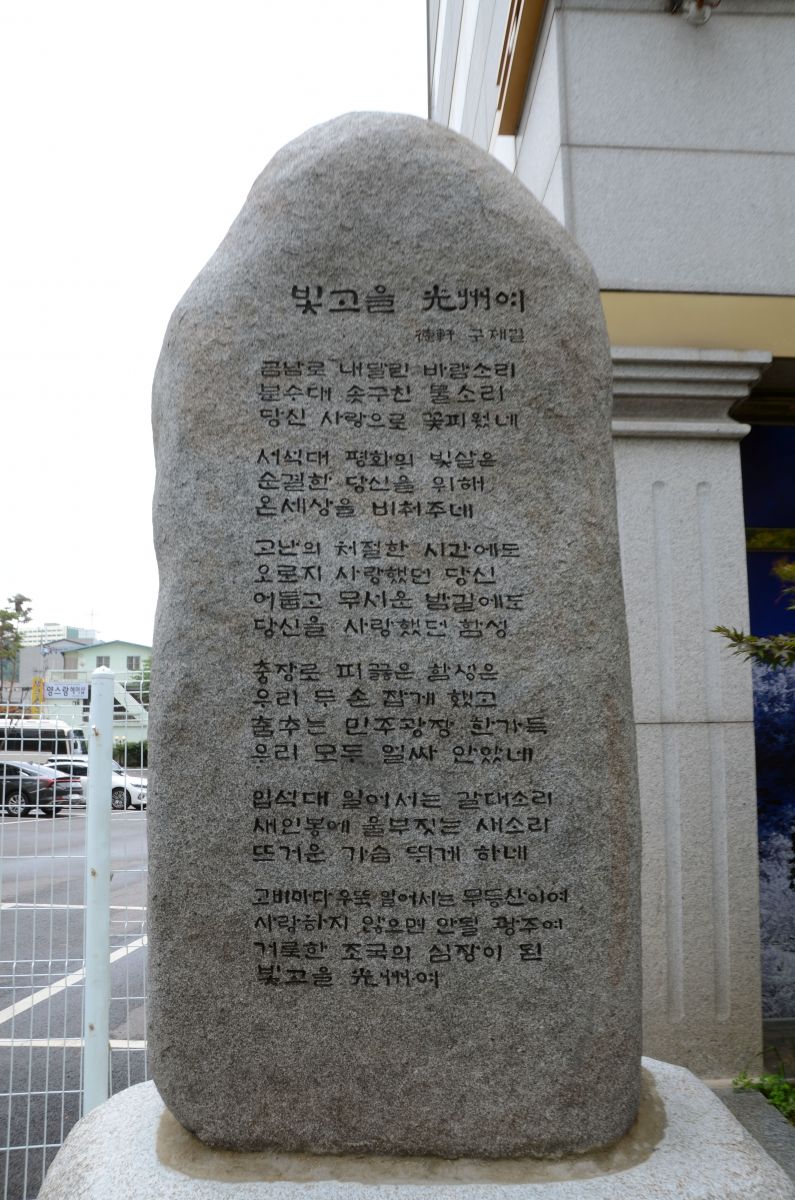 빛고을 光州여
德軒 구제길
금남로 내달린 바람소리
분수대 솟구친 물소리
당신 사랑으로 꽃피웠네
서석대 평화의 빛살은
순결한 당신을 위해
온세상을 비춰주네
고난의 처절한 시간에도
오로지 사랑했던 당신
어둡고 무서운 밤길에도
당신을 사랑했던 함성
충장로 피끓은 함성은
우리 두 손 잡게 했고
춤추는 민주광장 한가득
우리 모두 얼싸 안았네
입석대 일어서는 갈대소리
새인봉에 울부짖는 새소리
뜨거운 가슴 뛰게 하네
고비마다 우뚝 일어서는 무등산이여
사랑하지 않으면 안될 광주여
거룩한 조국의 심장이 된
빛고을 光州여